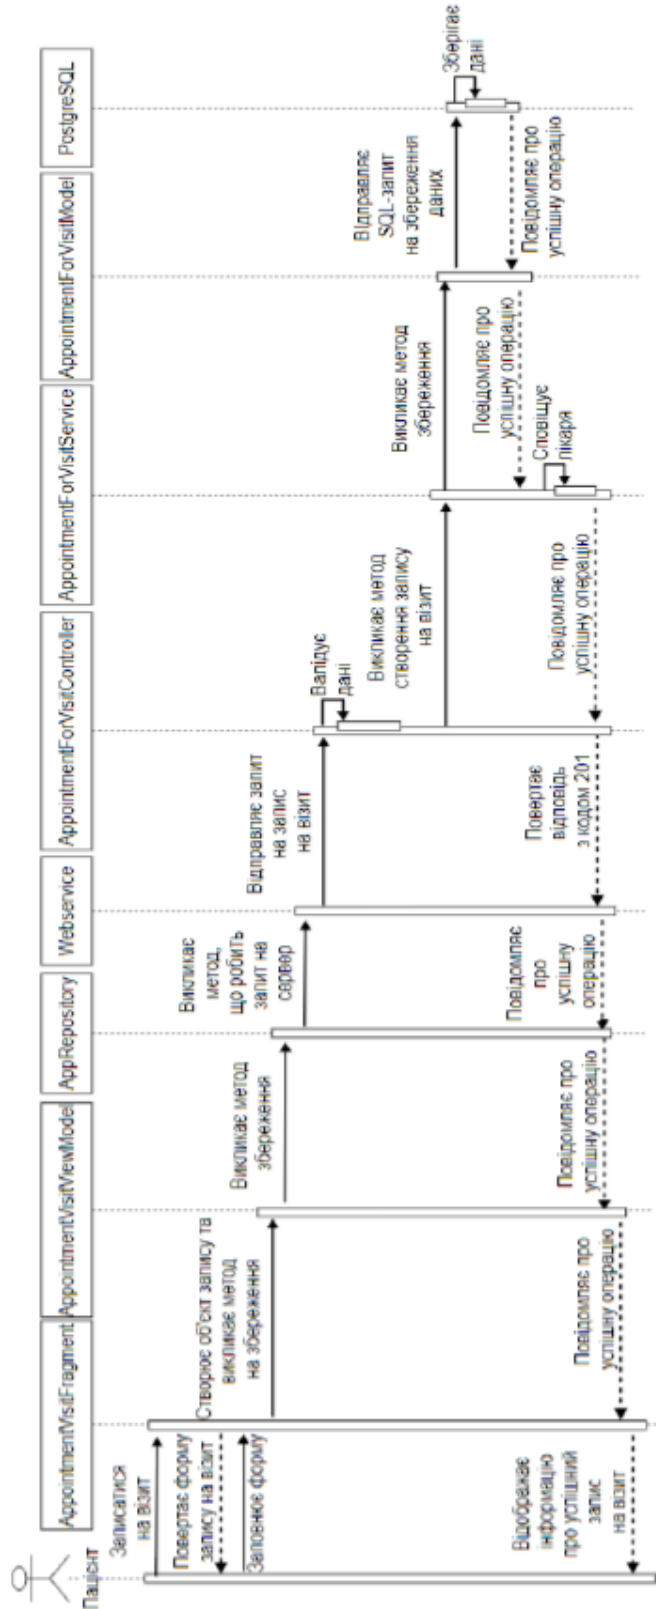 Пацієнт
AppointmentVisitFragment
AppointmentVisitViewModel
AppRepository
Webservice
AppointmentForVisitController
AppointmentForVisitService
AppointmentForVisitModel
PostgreSQL
Записатися
на візит
Повертає форму
запису на візит
Заповнює форму
Створює об'єкт запису та
викликає метод
на збереження
Викликає метод
збереження
Викликає
метод,
що робить
запит на
сервер
Відправляє запит
на запис
на візит
Валідує
дані
Викликає метод
створення запису
на візит
Викликає метод
збереження
Відправляє
SQL-запит
на збереження
даних
Зберігає
дані
Повідомляє про
успішну операцію
Повідомляє про
успішну операцію
Сповіщує
лікаря
Повідомляє про
успішну операцію
Повертає
відповідь
з кодом 201
Повідомляє
про
успішну
операцію
Повідомляє про
успішну операцію
Повідомляє про
успішну операцію
Відображає
інформацію
про успішний
запис
на візит